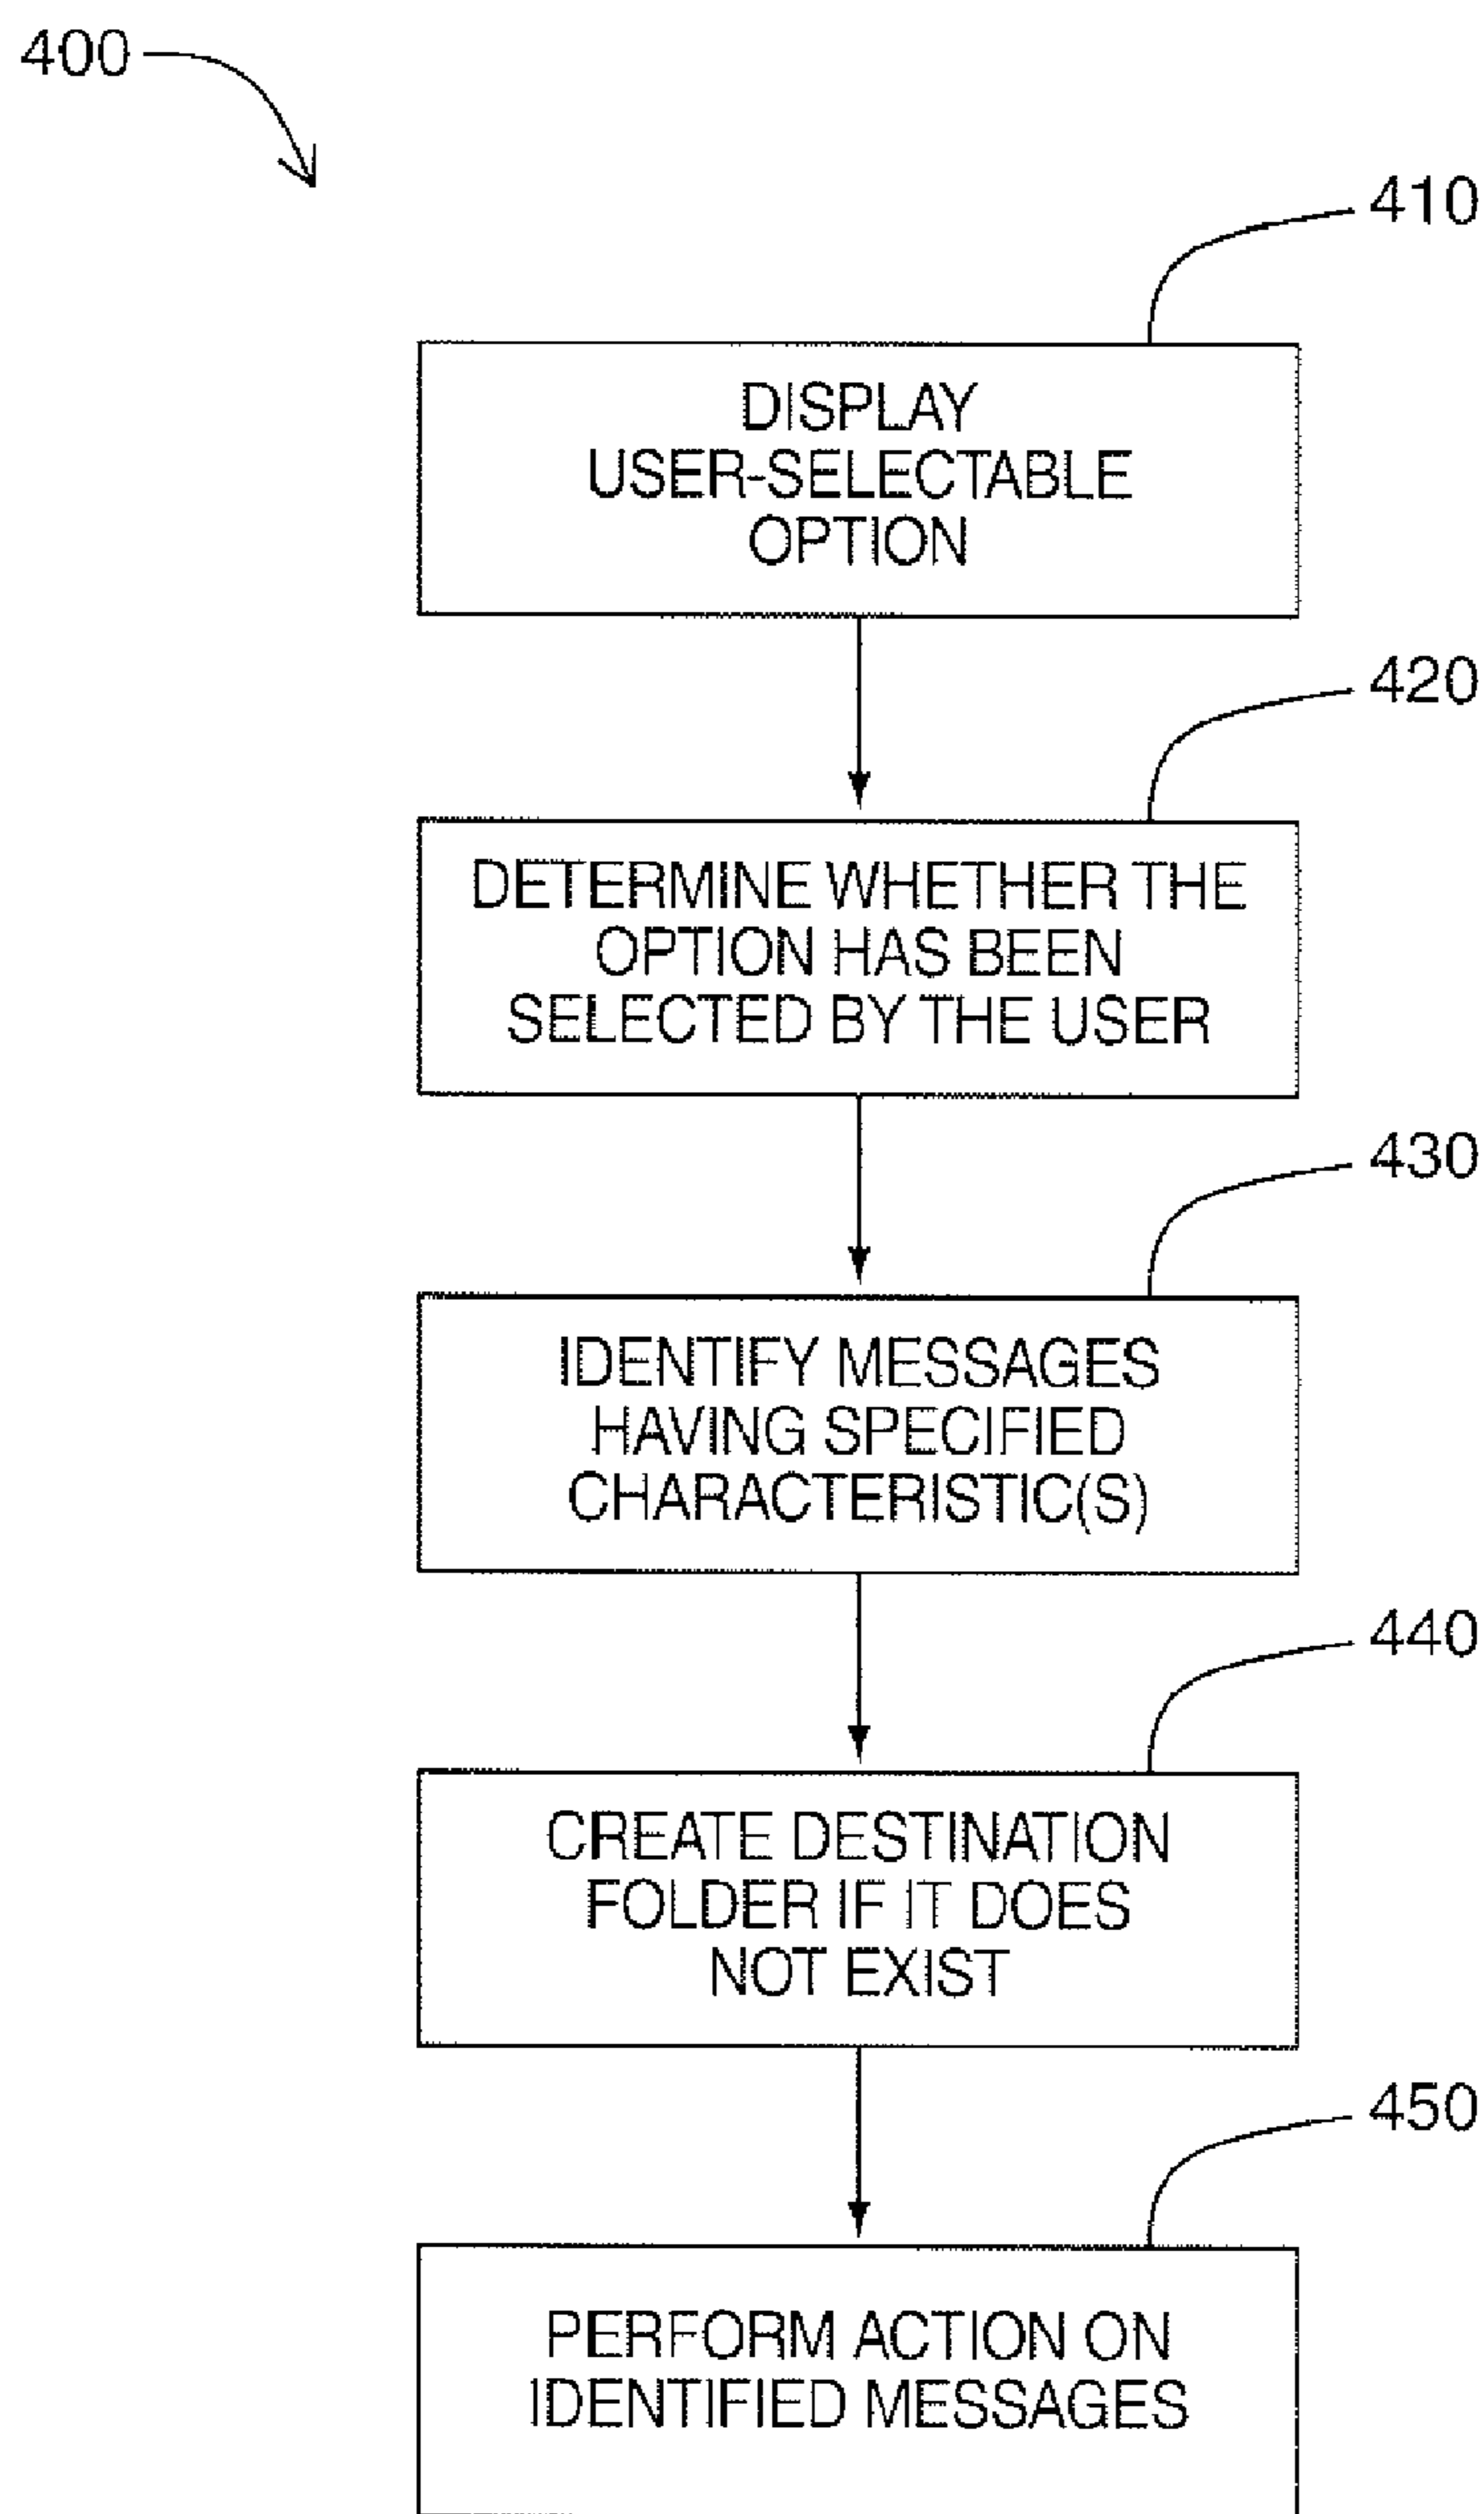 400
410
DISPLAY
USER-SELECTABLE
OPTION
420
DETERMINE WHETHER THE
OPTION HAS BEEN
SELECTED BY THE USER
430
IDENTIFY MESSAGES
HAVING SPECIFIED
CHARACTERISTIC(S)
440
CREATE DESTINATION
FOLDER IF IT DOES
NOT EXIST
450
PERFORM ACTION ON
IDENTIFIED MESSAGES